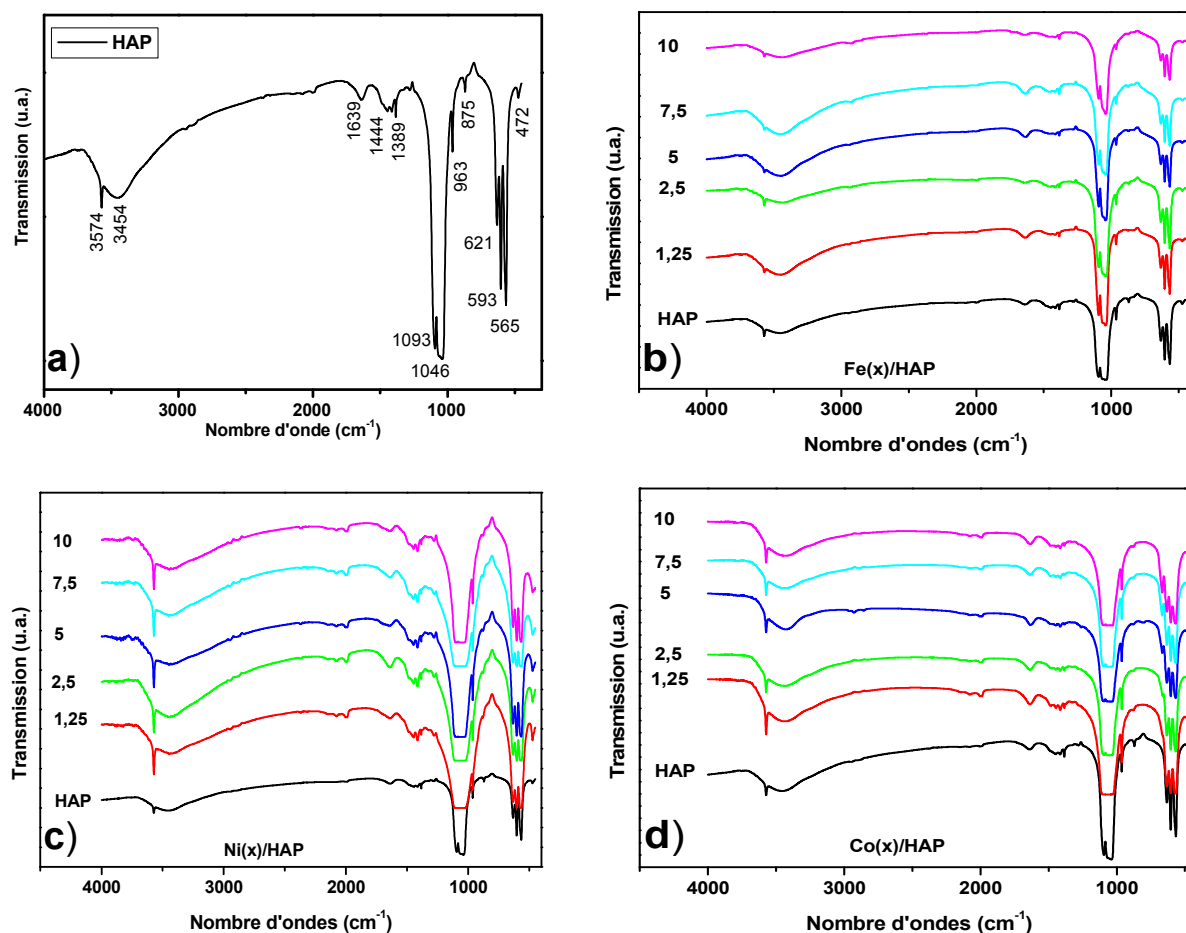 HAP
Transmission (u.a.)
3574
3454
1639
1444
1389
1093
1046
963
875
621
593
565
472
a)
4000 3000 2000 1000
Nombre d'onde (cm-1)
10
7,5
5
2,5
1,25
HAP
Transmission (u.a.)
b)
Fe(x)/HAP
4000 3000 2000 1000
Nombre d'ondes (cm-1)
10
7,5
5
2,5
1,25
HAP
Transmission (u.a.)
c)
Ni(x)/HAP
4000 3000 2000 1000
Nombre d'ondes (cm-1)
10
7,5
5
2,5
1,25
HAP
Transmission (u.a.)
d)
Co(x)/HAP
4000 3000 2000 1000
Nombre d'ondes (cm-1)